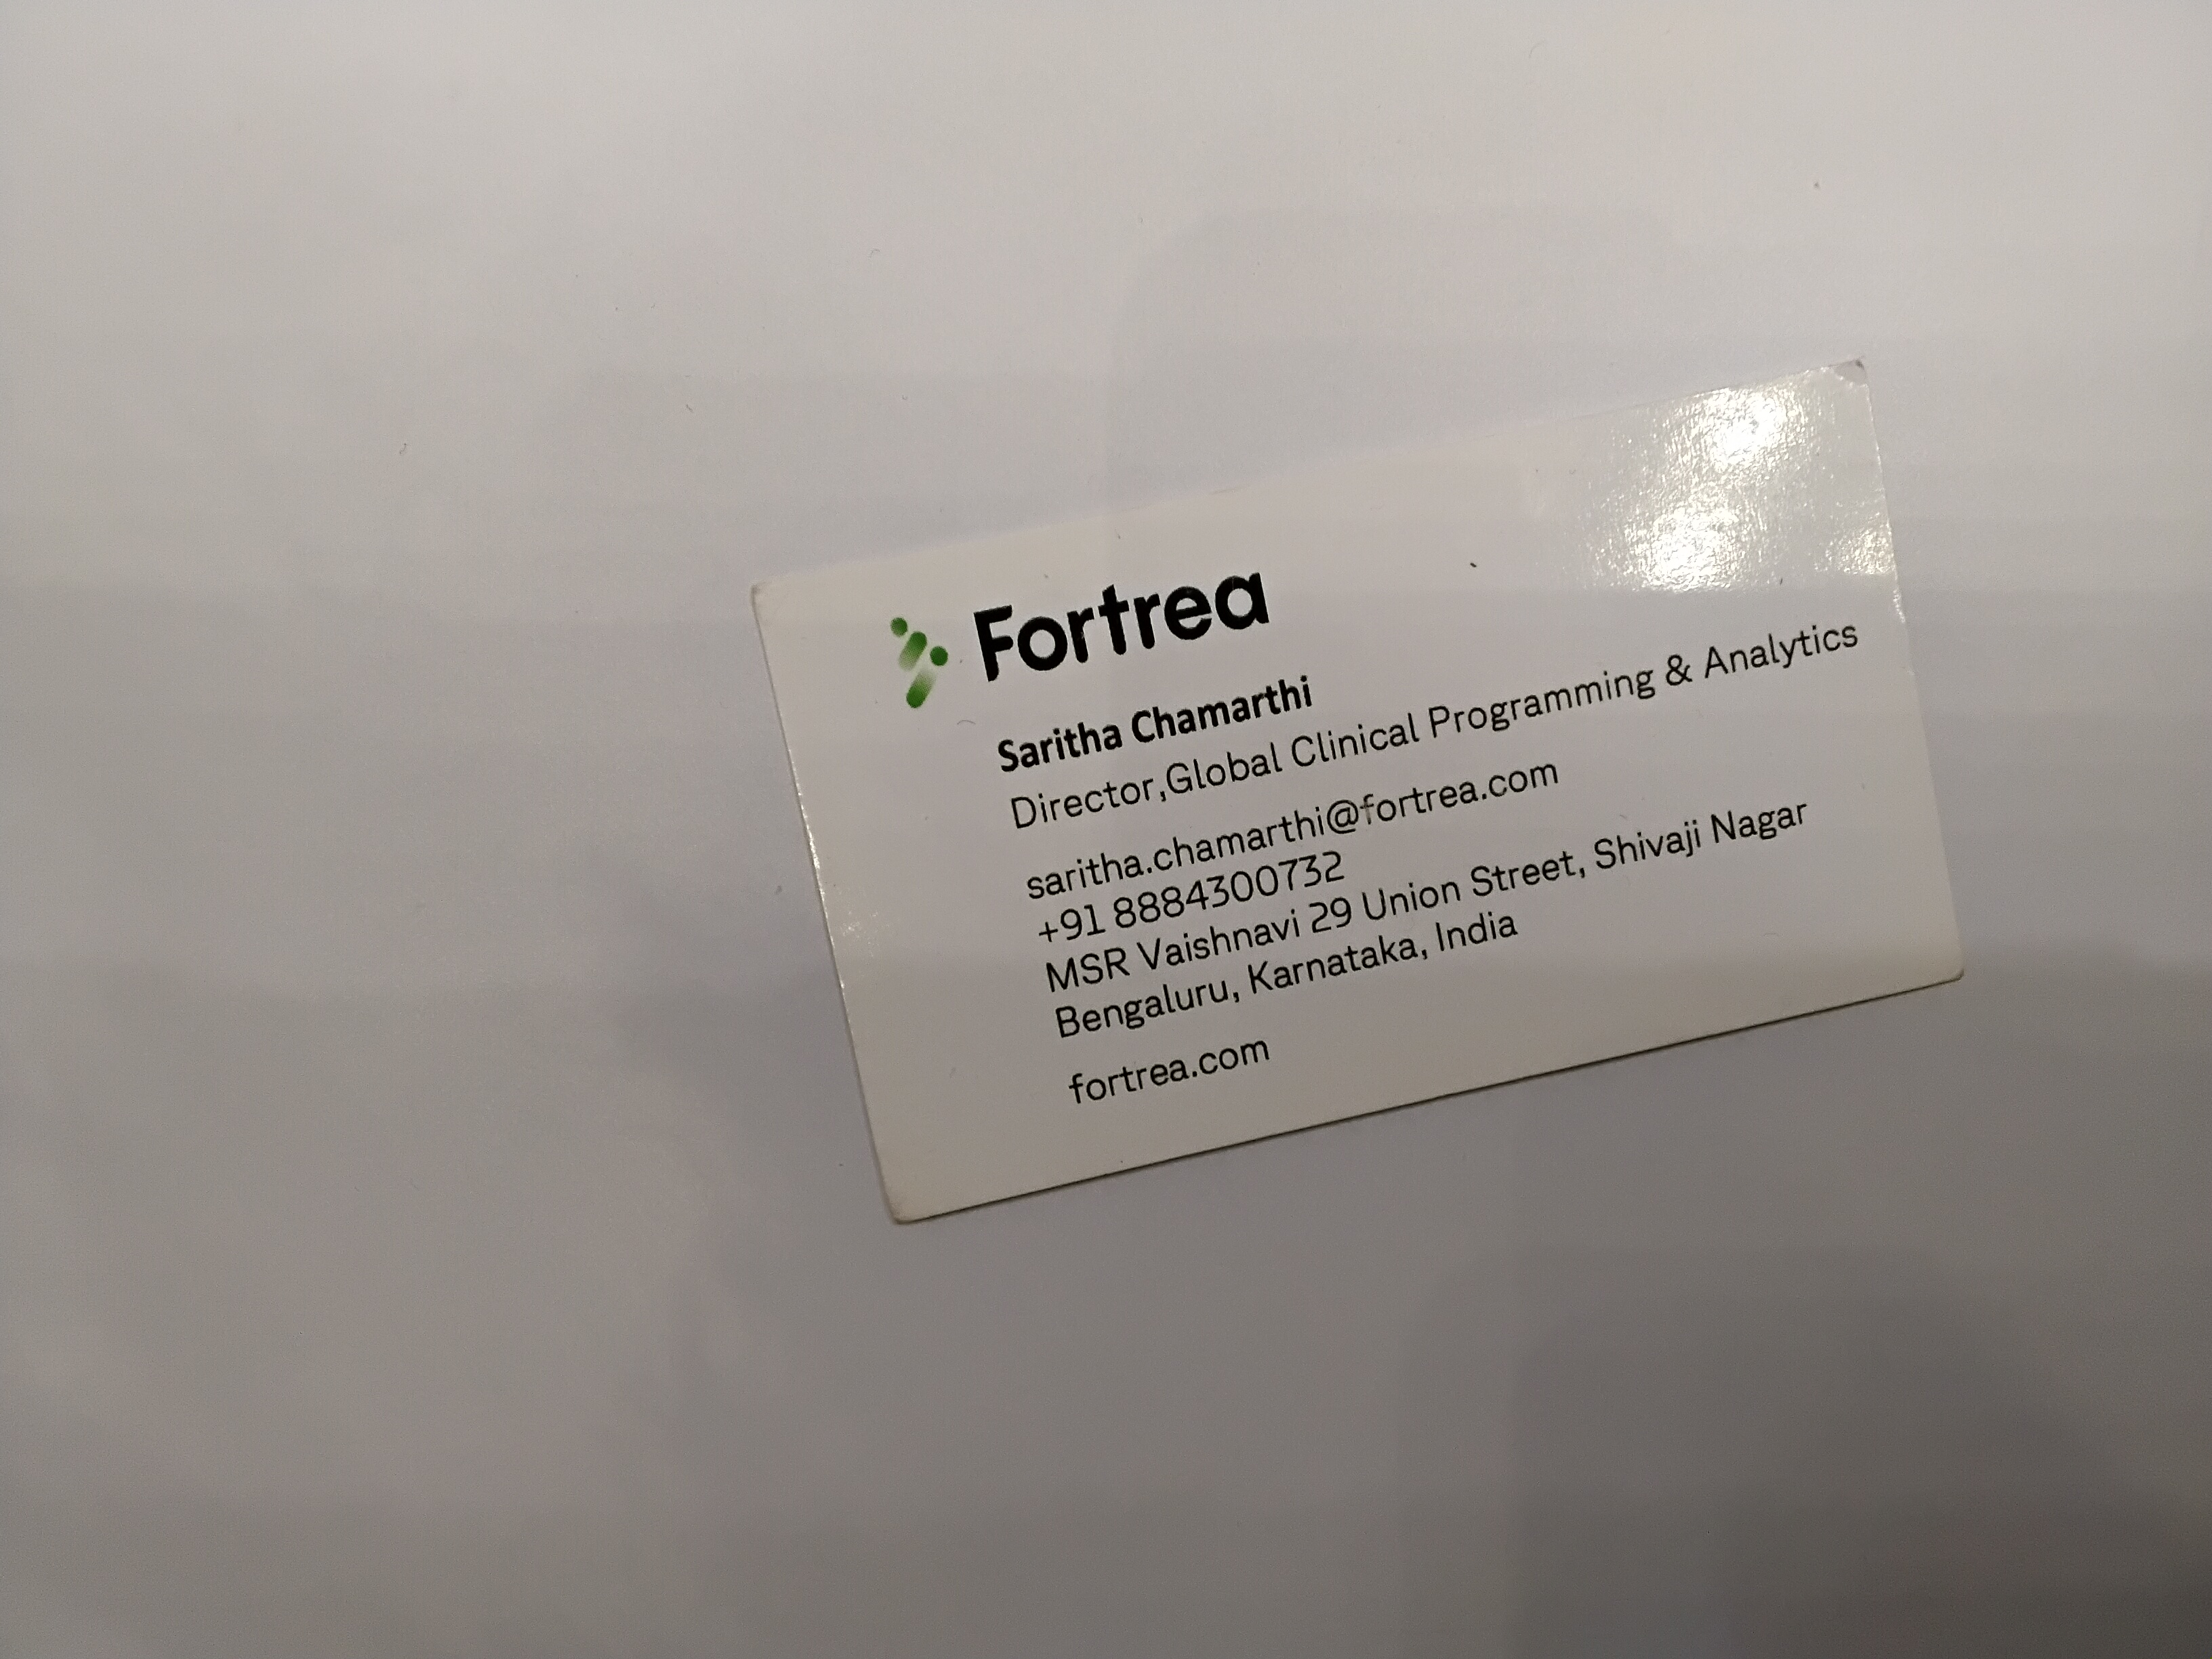 Fortrea
Saritha Chamarthi
Director,Global Clinical Programming & Analytics
saritha.chamarthi@fortrea.com
+91 8884300732
MSR Vaishnavi 29 Union Street, Shivaji Nagar
Bengaluru, Karnataka, India
fortrea.com